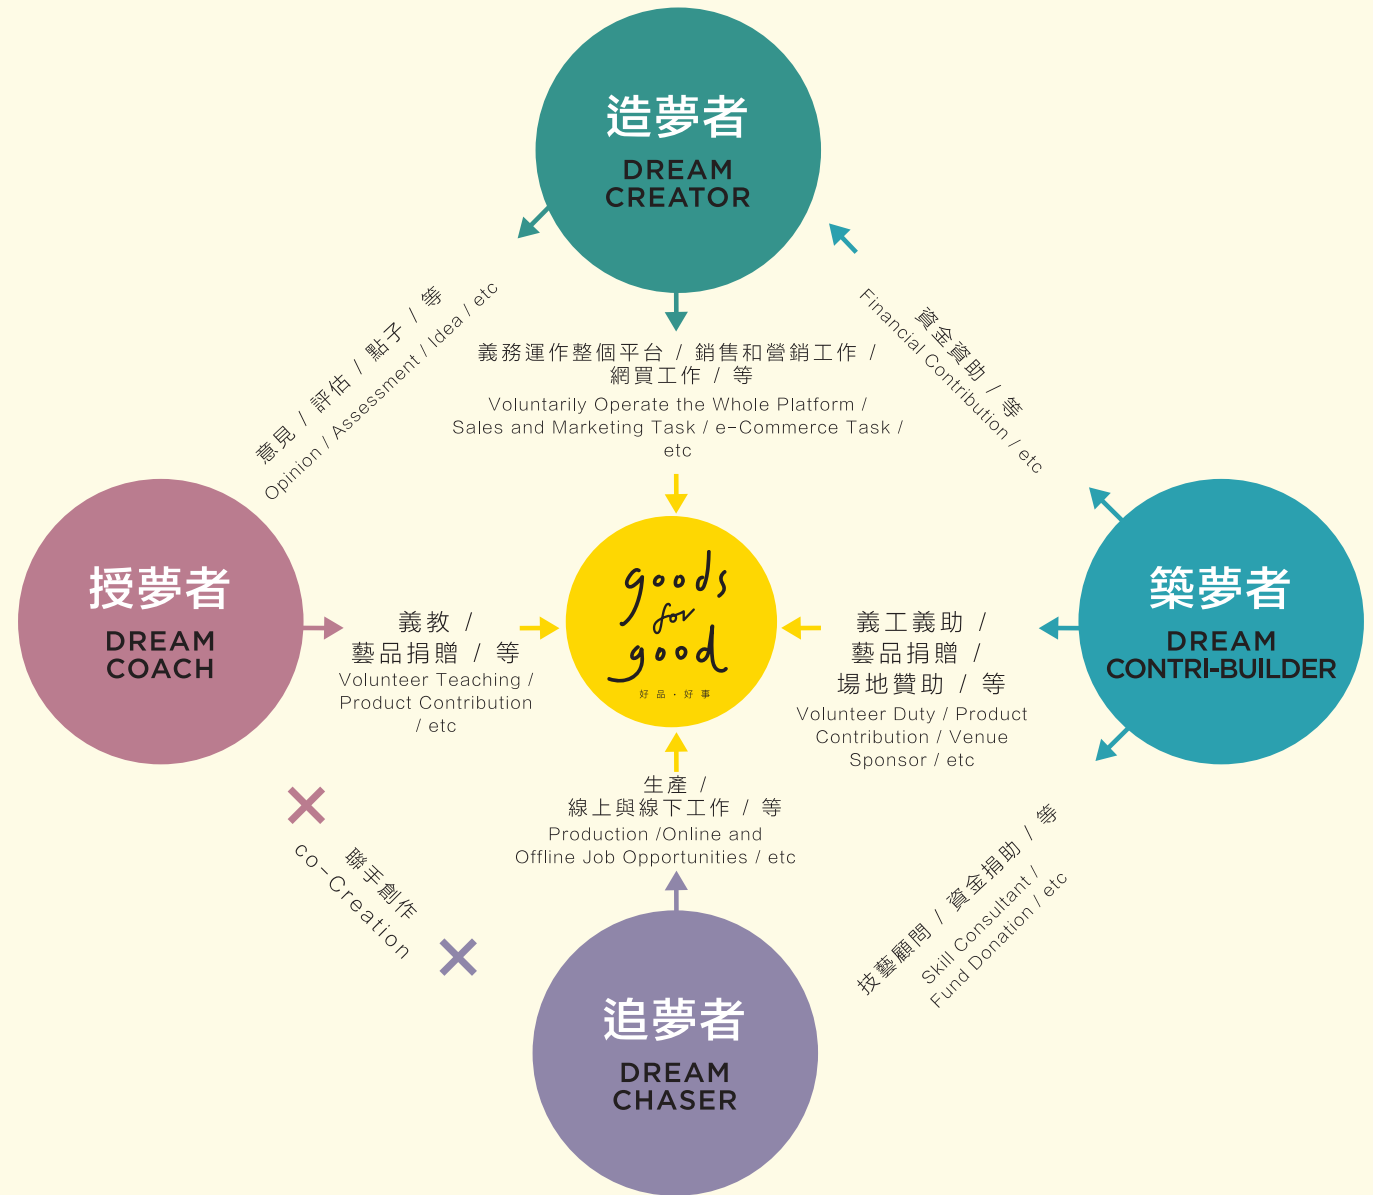 造夢者
DREAM
CREATOR
意見 / 評估 / 點子 / 等
Opinion / Assessment / Idea / etc
義務運作整個平台 / 銷售和營銷工作 /
網買工作 / 等
Voluntarily Operate the Whole Platform /
Sales and Marketing Task / e-Commerce Task /
etc
資金資助 / 等
Financial Contribution / etc
授夢者
DREAM
COACH
義教 /
藝品捐贈 / 等
Volunteer Teaching /
Product Contribution
/ etc
goods
for
good
好品·好事
義工義助 /
藝品捐贈 /
場地贊助 / 等
Volunteer Duty / Product
Contribution / Venue
Sponsor / etc
築夢者
DREAM
CONTRI-BUILDER
生產 /
線上與線下工作 / 等
Production /Online and
Offline Job Opportunities / etc
聯手創作
co-Creation
技藝顧問 / 資金捐助 / 等
Skill Consultant /
Fund Donation / etc
追夢者
DREAM
CHASER